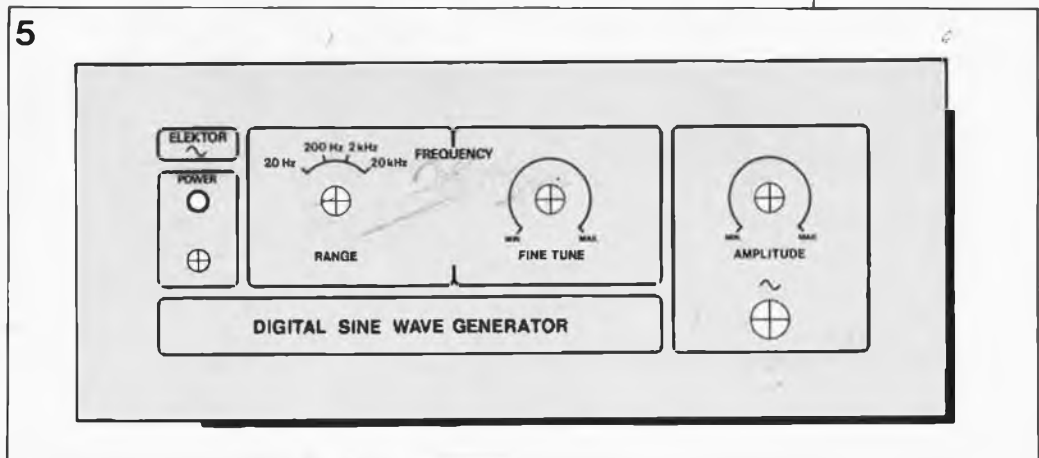 5
ELEKTOR
POWER
20 Hz 200 Hz 2 kHz 20 kHz
FREQUENCY
RANGE
MIN. MAX.
FINE TUNE
MIN. MAX.
AMPLITUDE
DIGITAL SINE WAVE GENERATOR